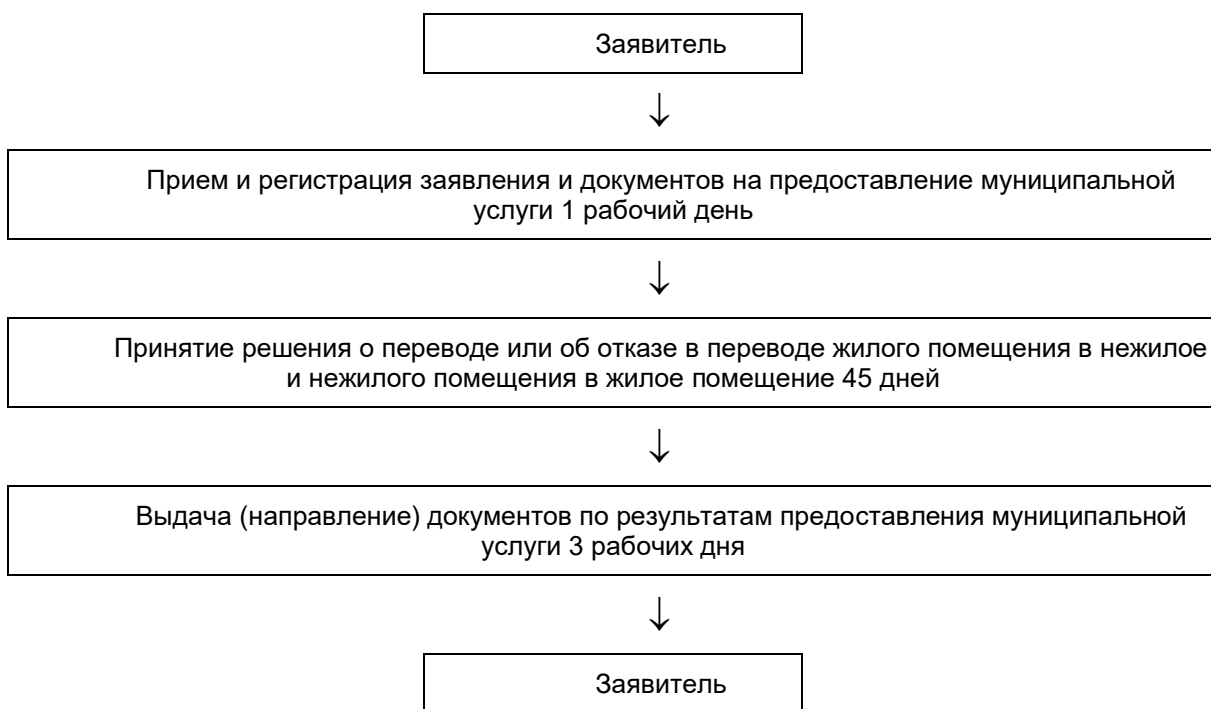 Заявитель
↓
Прием и регистрация заявления и документов на предоставление муниципальной
услуги 1 рабочий день
↓
Принятие решения о переводе или об отказе в переводе жилого помещения в нежилое
и нежилого помещения в жилое помещение 45 дней
↓
Выдача (направление) документов по результатам предоставления муниципальной
услуги 3 рабочих дня
↓
Заявитель